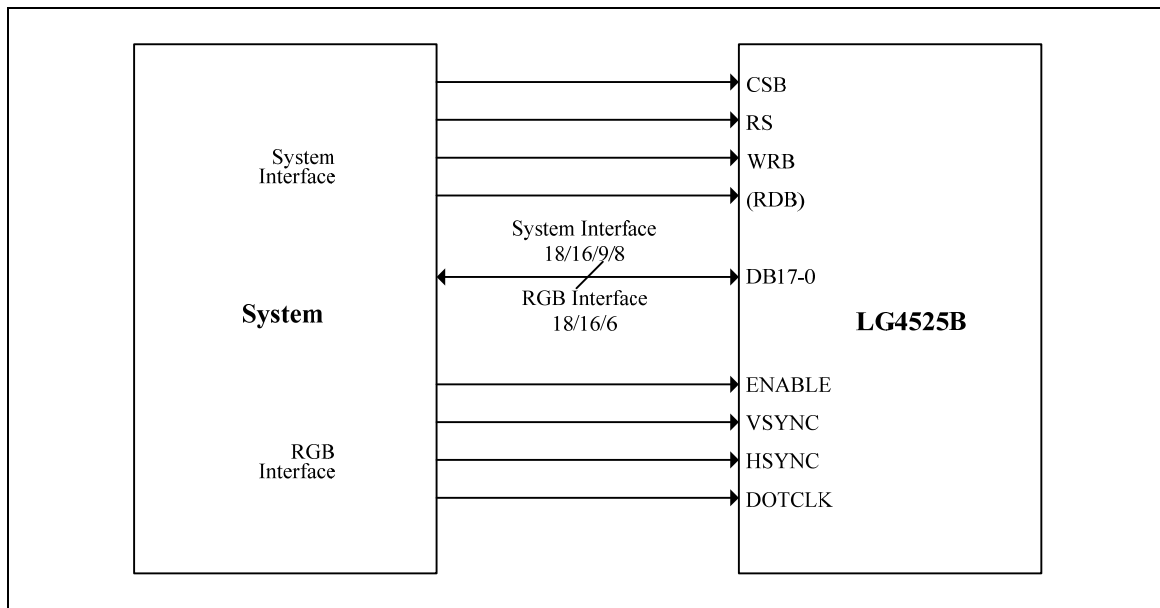 CSB
RS
WRB
(RDB)
System
Interface
System Interface
18/16/9/8
DB17-0
RGB Interface
18/16/6
System
LG4525B
ENABLE
VSYNC
RGB
Interface
HSYNC
DOTCLK